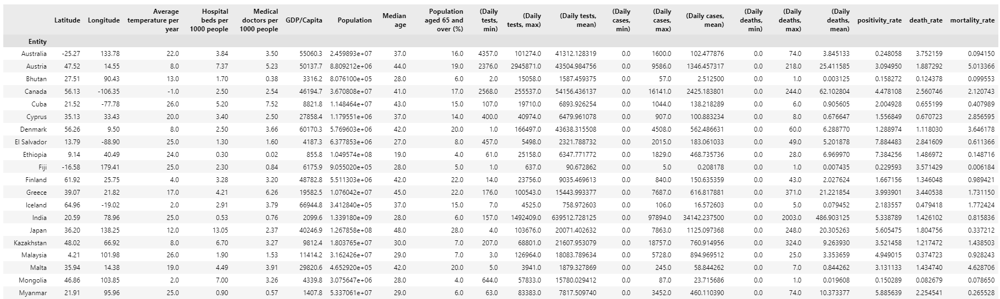 Latitude Longitude Average temperature per year Hospital beds per 1000 people Medical doctors per 1000 people GDP/Capita Population Median age Population aged 65 and over (%) (Daily tests, min) (Daily tests, max) (Daily tests, mean) (Daily cases, min) (Daily cases, max) (Daily cases, mean) (Daily deaths, min) (Daily deaths, max) (Daily deaths, mean) positivity_rate death_rate mortality_rate
Entity
Australia -25.27 133.78 22.0 3.84 3.50 55060.3 2.459893e+07 37.0 16.0 4357.0 101274.0 41312.128319 0.0 1600.0 102.477876 0.0 74.0 3.845133 0.248058 3.752159 0.094150
Austria 47.52 14.55 8.0 7.37 5.23 50137.7 8.809212e+06 44.0 19.0 2376.0 2945871.0 43504.984756 0.0 9586.0 1346.457317 0.0 218.0 25.411585 3.094950 1.887292 5.013366
Bhutan 27.51 90.43 13.0 1.70 0.38 3316.2 8.076100e+05 28.0 6.0 2.0 15058.0 1587.459375 0.0 57.0 2.512500 0.0 1.0 0.003125 0.158272 0.124378 0.099553
Canada 56.13 -106.35 -1.0 2.50 2.54 46194.7 3.670808e+07 41.0 17.0 2568.0 255537.0 54156.436137 0.0 16141.0 2425.183801 0.0 244.0 62.102804 4.478108 2.560746 2.120743
Cuba 21.52 -77.78 26.0 5.20 7.52 8821.8 1.148464e+07 43.0 15.0 107.0 19710.0 6893.926254 0.0 1044.0 138.218289 0.0 6.0 0.905605 2.004928 0.655199 0.407989
Cyprus 35.13 33.43 20.0 3.40 2.50 27858.4 1.179551e+06 37.0 14.0 400.0 40974.0 6479.961078 0.0 907.0 100.883234 0.0 8.0 0.676647 1.556849 0.670723 2.856595
Denmark 56.26 9.50 8.0 2.50 3.66 60170.3 5.769603e+06 42.0 20.0 1.0 166497.0 43638.315508 0.0 4508.0 562.486631 0.0 60.0 6.288770 1.288974 1.118030 3.646178
El Salvador 13.79 -88.90 25.0 1.30 1.60 4187.3 6.377853e+06 27.0 8.0 457.0 5498.0 2321.788732 0.0 2015.0 183.061033 0.0 49.0 5.201878 7.884483 2.841609 0.611366
Ethiopia 9.14 40.49 24.0 0.30 0.02 855.8 1.049574e+08 19.0 4.0 61.0 25158.0 6347.771772 0.0 1829.0 468.735736 0.0 28.0 6.969970 7.384256 1.486972 0.148716
Fiji -16.58 179.41 25.0 2.30 0.84 6175.9 9.055020e+05 28.0 5.0 1.0 637.0 90.672862 0.0 5.0 0.208178 0.0 1.0 0.007435 0.229593 3.571429 0.006184
Finland 61.92 25.75 4.0 3.28 3.20 48782.8 5.511303e+06 42.0 22.0 14.0 23756.0 9035.469613 0.0 840.0 150.635359 0.0 43.0 2.027624 1.667156 1.346048 0.989421
Greece 39.07 21.82 17.0 4.21 6.26 19582.5 1.076042e+07 45.0 22.0 176.0 100543.0 15443.993377 0.0 7687.0 616.817881 0.0 371.0 21.221854 3.993901 3.440538 1.731150
Iceland 64.96 -19.02 2.0 2.91 3.79 66944.8 3.412840e+05 37.0 15.0 7.0 4525.0 758.972603 0.0 106.0 16.572603 0.0 5.0 0.079452 2.183557 0.479418 1.772424
India 20.59 78.96 25.0 0.53 0.76 2099.6 1.339180e+09 28.0 6.0 157.0 1492409.0 639512.728125 0.0 97894.0 34142.237500 0.0 2003.0 486.903125 5.338789 1.426102 0.815836
Japan 36.20 138.25 12.0 13.05 2.37 40246.9 1.267858e+08 48.0 28.0 4.0 103676.0 20071.402632 0.0 7863.0 1125.097368 0.0 248.0 20.305263 5.605475 1.804756 0.337212
Kazakhstan 48.02 66.92 8.0 6.70 3.27 9812.4 1.803765e+07 30.0 7.0 207.0 68801.0 21607.953079 0.0 18757.0 760.914956 0.0 324.0 9.263930 3.521458 1.217472 1.438503
Malaysia 4.21 101.98 26.0 1.90 1.53 11414.2 3.162426e+07 29.0 7.0 3.0 126964.0 18083.789634 0.0 5728.0 894.969512 0.0 25.0 3.353659 4.949015 0.374723 0.928243
Malta 35.94 14.38 19.0 4.49 3.91 29820.6 4.652920e+05 42.0 20.0 5.0 3941.0 1879.327869 0.0 245.0 58.844262 0.0 7.0 0.844262 3.131133 1.434740 4.628706
Mongolia 46.86 103.85 2.0 7.00 3.26 4339.8 3.075647e+06 28.0 4.0 644.0 57833.0 15780.029412 0.0 87.0 23.715686 0.0 1.0 0.019608 0.150289 0.082679 0.078650
Myanmar 21.91 95.96 25.0 0.90 0.57 1407.8 5.337061e+07 29.0 6.0 63.0 83383.0 7817.509740 0.0 3452.0 460.110390 0.0 74.0 10.373377 5.885639 2.254541 0.265528